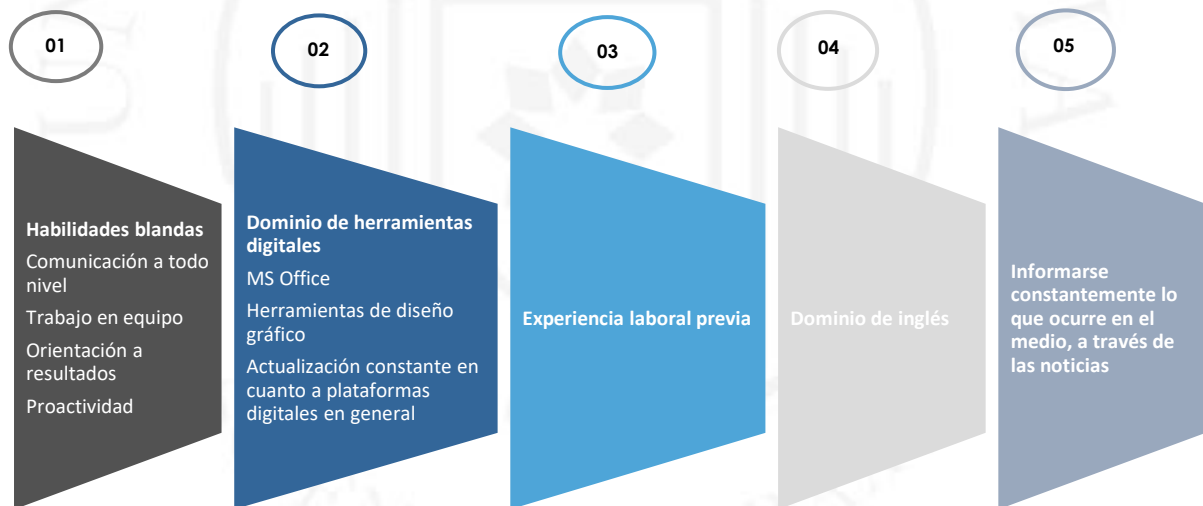 01
Habilidades blandas
Comunicación a todo
nivel
Trabajo en equipo
Orientación a
resultados
Proactividad
02
Dominio de herramientas
digitales
MS Office
Herramientas de diseño
gráfico
Actualización constante en
cuanto a plataformas
digitales en general
03
Experiencia laboral previa
04
Dominio de inglés
05
Informarse
constantemente lo
que ocurre en el
medio, a través de
las noticias